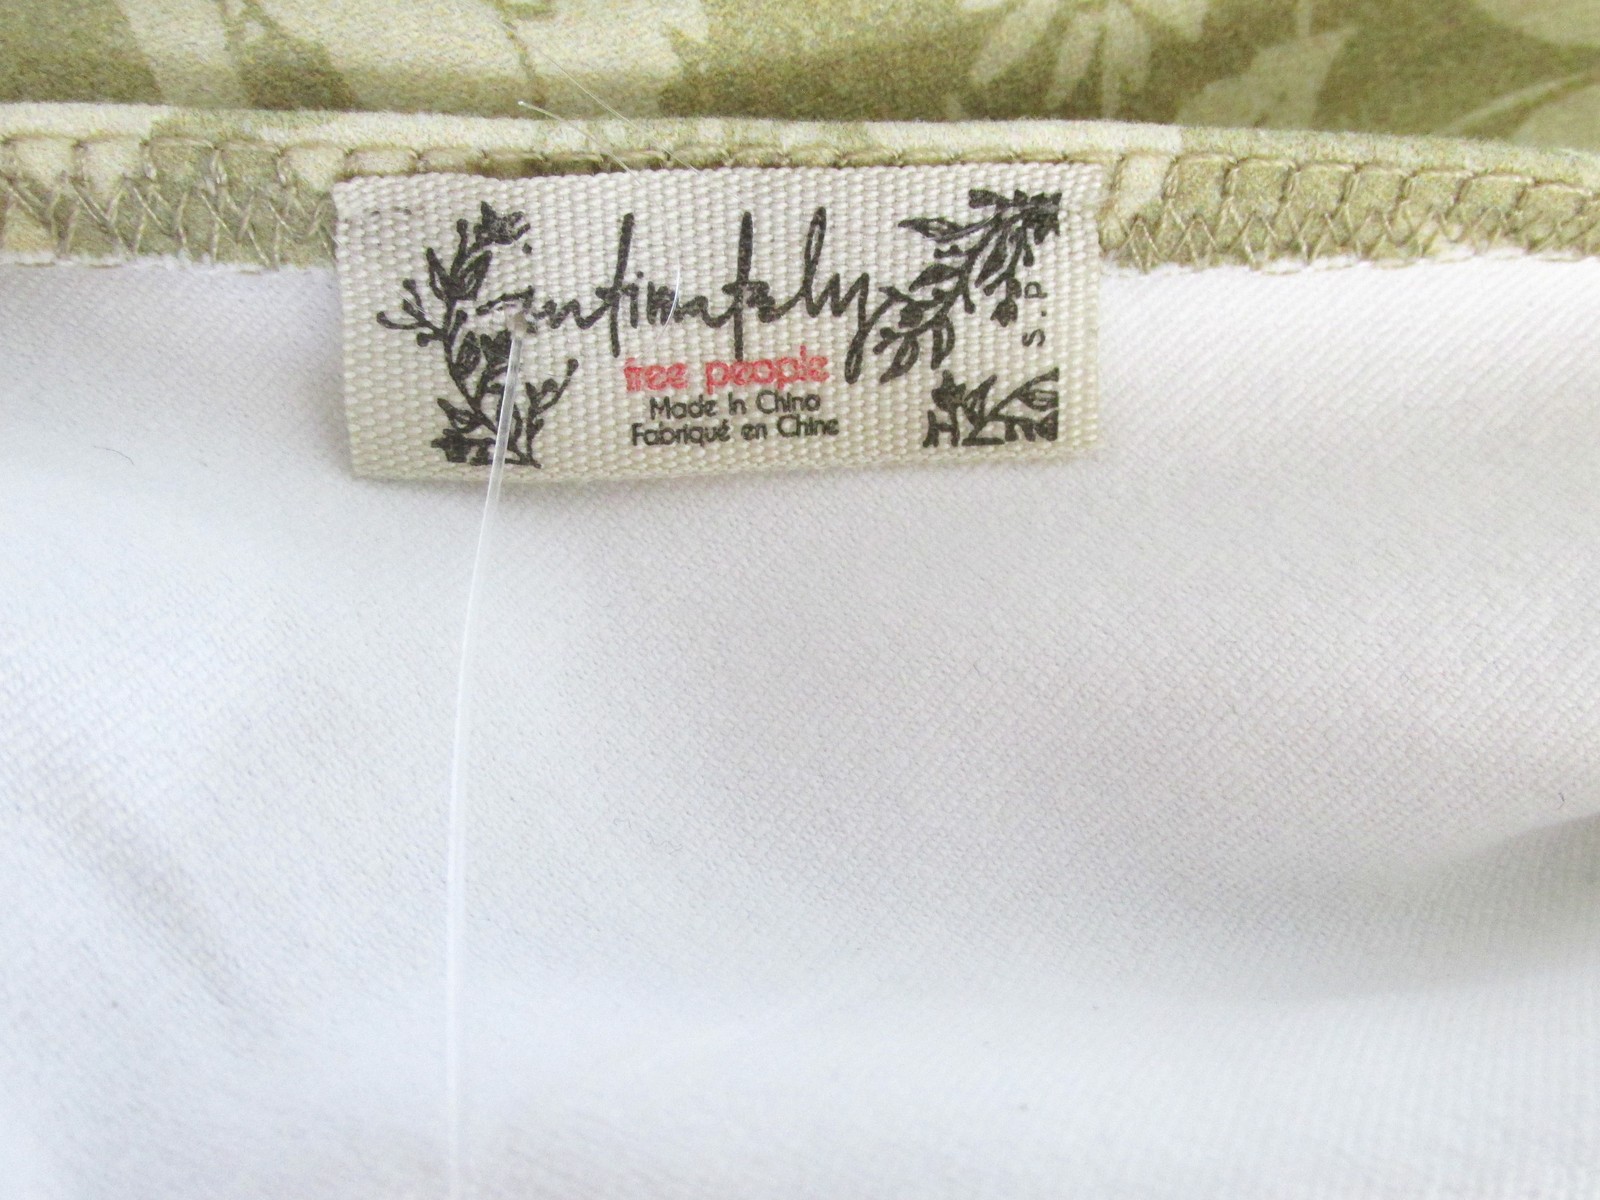 intimately
free people
Made In China
Fabriqué en Chine
S.P